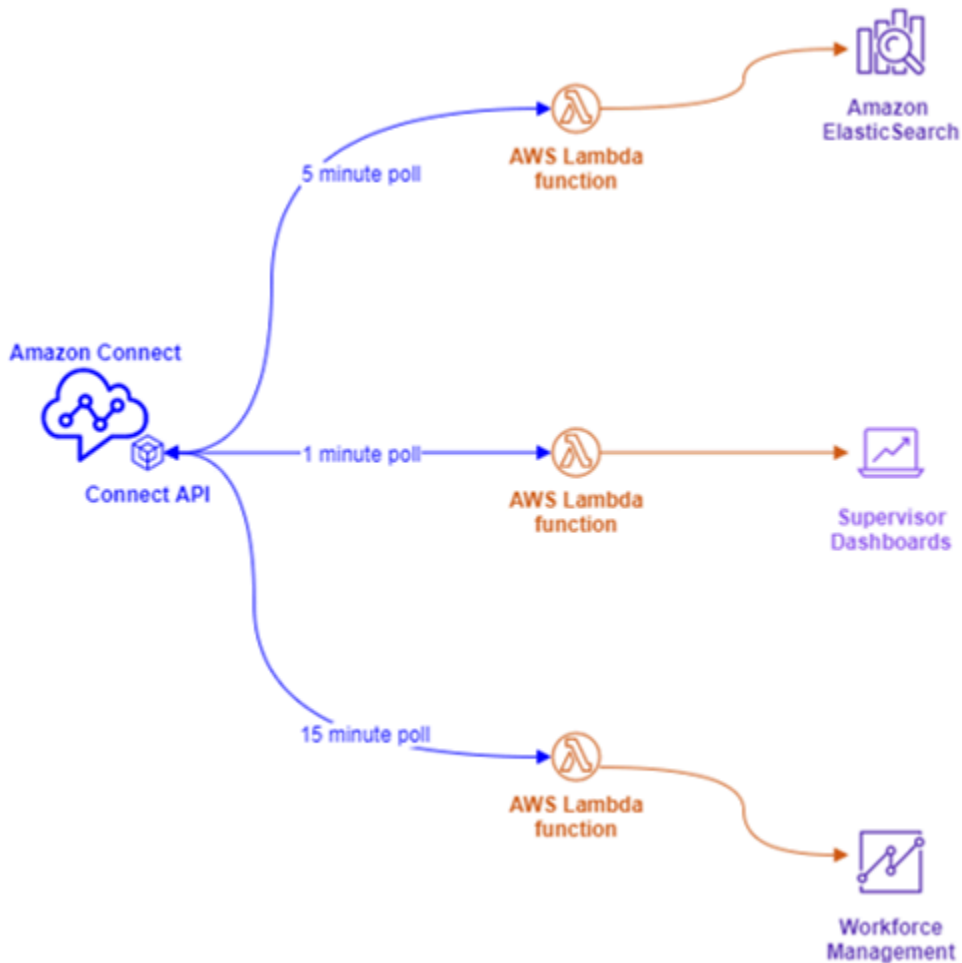 Amazon
ElasticSearch
AWS Lambda
function
5 minute poll
Amazon Connect
Connect API
1 minute poll
AWS Lambda
function
Supervisor
Dashboards
15 minute poll
AWS Lambda
function
Workforce
Management